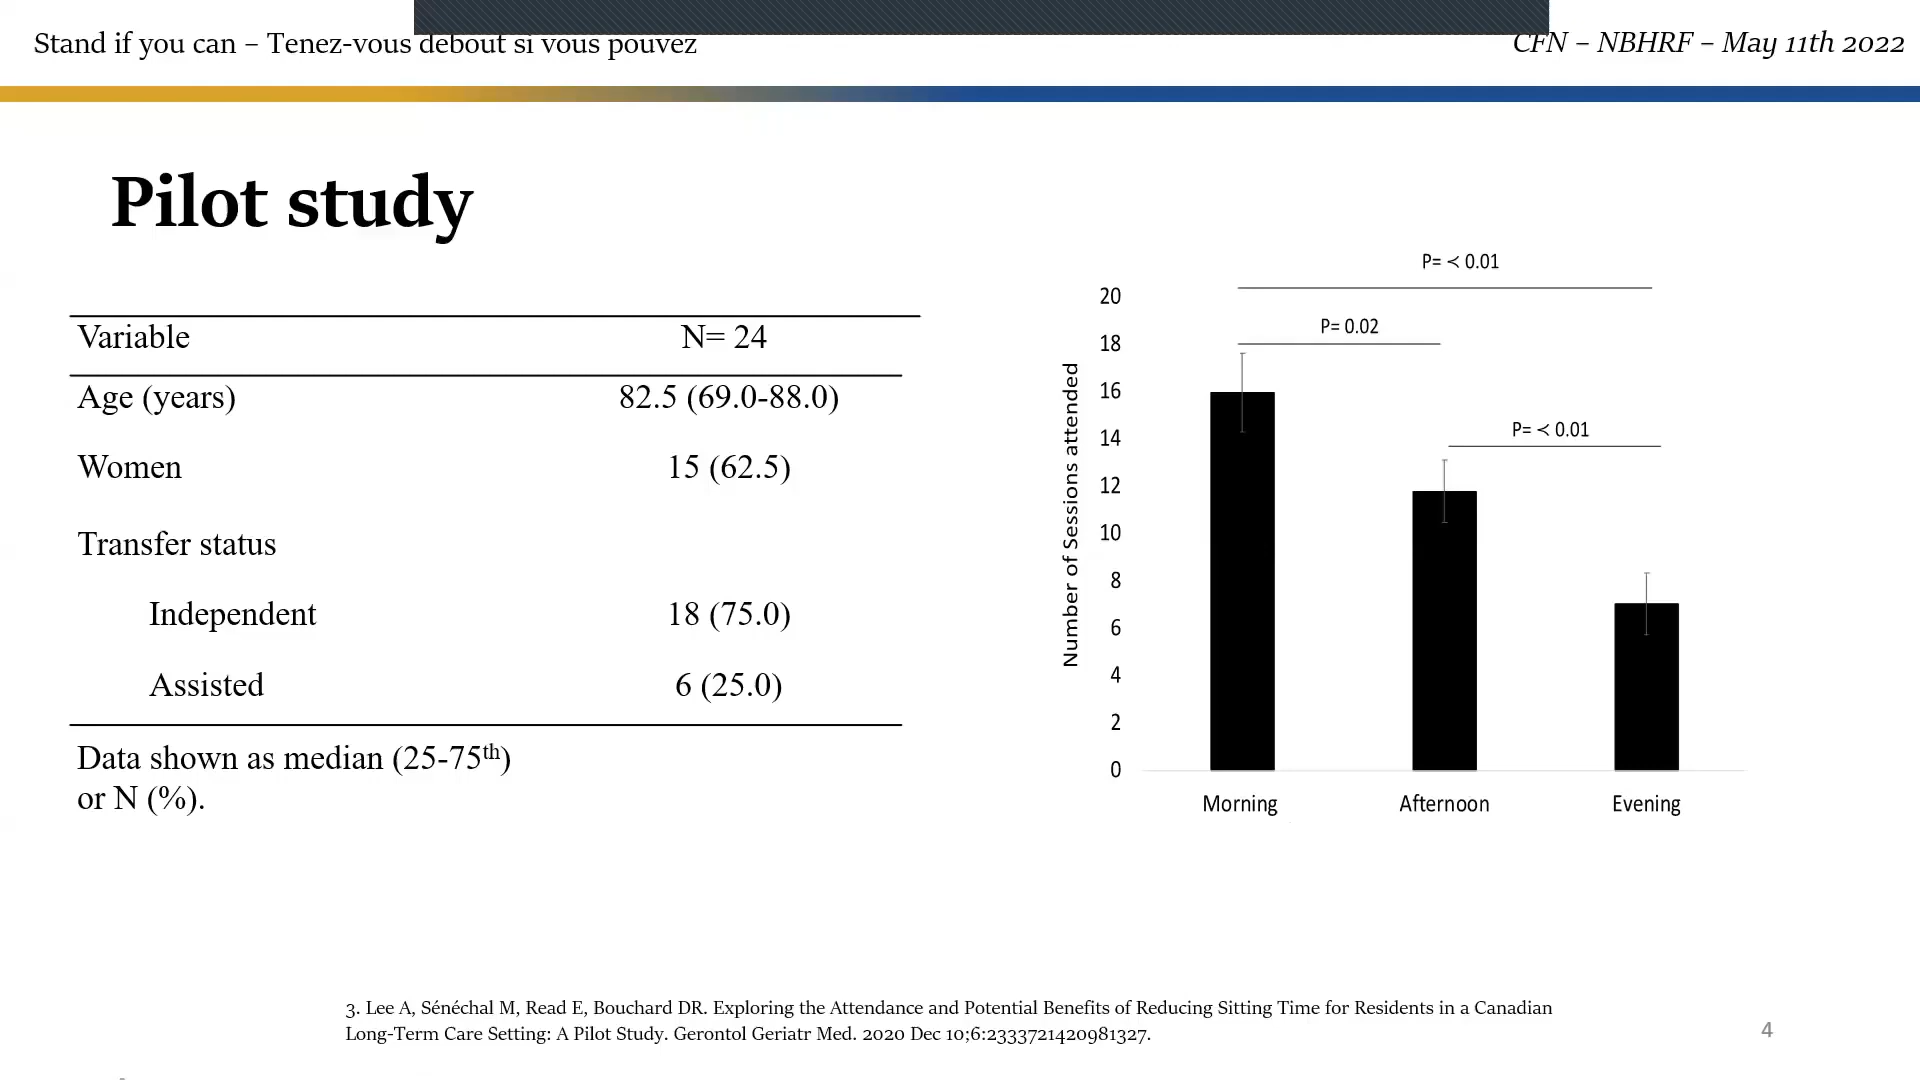 Stand if you can – Tenez-vous debout si vous pouvez
CFN – NBHRF – May 11th 2022
Pilot study
Variable N= 24
Age (years) 82.5 (69.0-88.0)
Women 15 (62.5)
Transfer status
Independent 18 (75.0)
Assisted 6 (25.0)
Data shown as median (25-75th)
or N (%).
P= < 0.01
P= 0.02
P= < 0.01
Number of Sessions attended
20
18
16
14
12
10
8
6
4
2
0
Morning Afternoon Evening
3. Lee A, Sénéchal M, Read E, Bouchard DR. Exploring the Attendance and Potential Benefits of Reducing Sitting Time for Residents in a Canadian
Long-Term Care Setting: A Pilot Study. Gerontol Geriatr Med. 2020 Dec 10;6:2333721420981327.
4